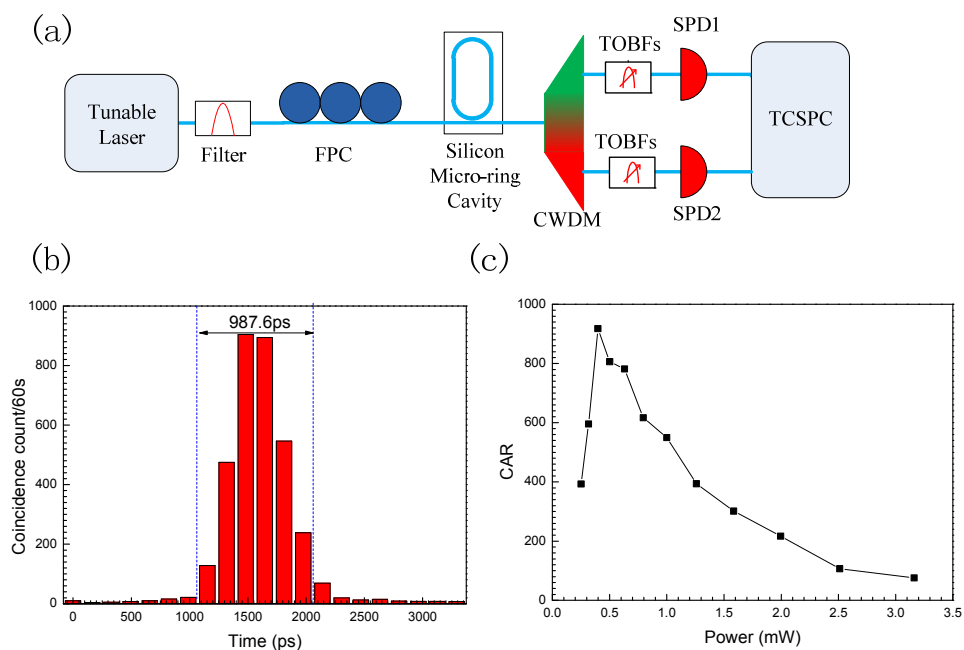 (a)
Tunable
Laser
Filter
FPC
Silicon
Micro-ring
Cavity
CWDM
TOBFs
SPD1
TOBFs
SPD2
TCSPC
(b)
1000
800
600
400
200
0
Coincidence count/60s
987.6ps
0 500 1000 1500 2000 2500 3000
Time (ps)
(c)
1000
800
600
400
200
0
CAR
0.0 0.5 1.0 1.5 2.0 2.5 3.0 3.5
Power (mW)